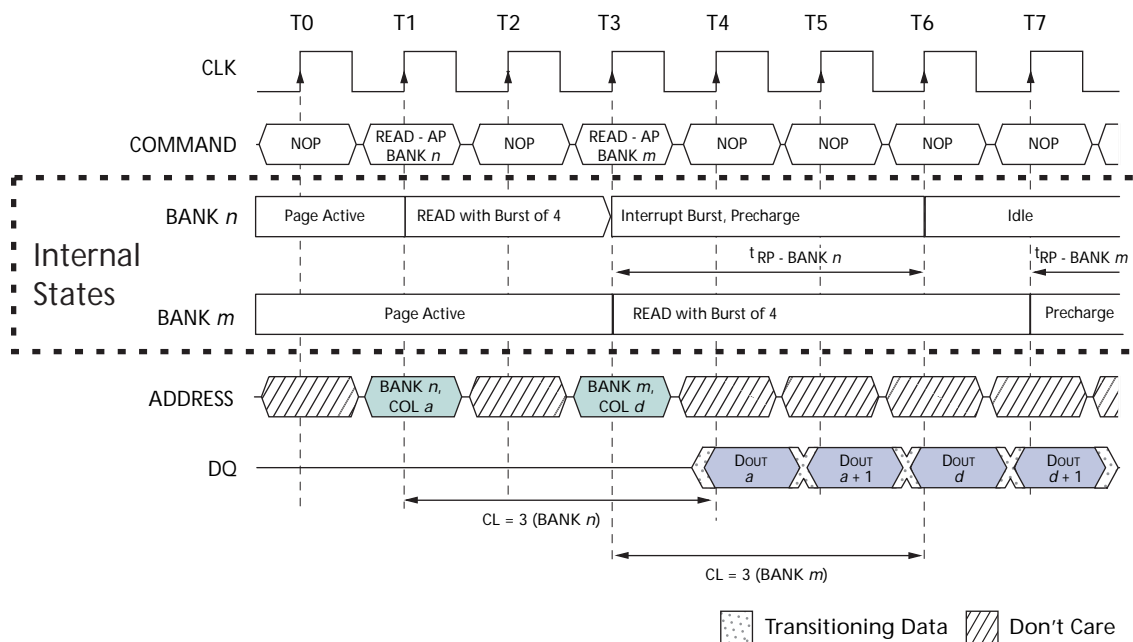 T0 T1 T2 T3 T4 T5 T6 T7
CLK
COMMAND
NOP
READ - AP
BANK n
NOP
READ - AP
BANK m
NOP
NOP
NOP
NOP
Internal
States
BANK n
Page Active
READ with Burst of 4
Interrupt Burst, Precharge
Idle
tRP - BANK n
tRP - BANK m
BANK m
Page Active
READ with Burst of 4
Precharge
ADDRESS
BANK n,
COL a
BANK m,
COL d
DQ
DOUT
a
DOUT
a + 1
DOUT
d
DOUT
d + 1
CL = 3 (BANK n)
CL = 3 (BANK m)
Transitioning Data
Don't Care